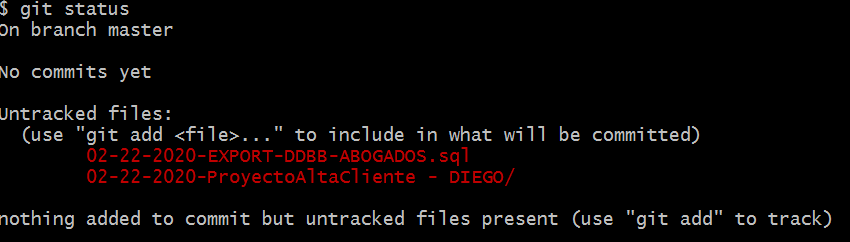 $ git status
On branch master
No commits yet
Untracked files:
(use "git add <file>..." to include in what will be committed)
02-22-2020-EXPORT-DDBB-ABOGADOS.sql
02-22-2020-ProyectoAltaCliente - DIEGO/
nothing added to commit but untracked files present (use "git add" to track)